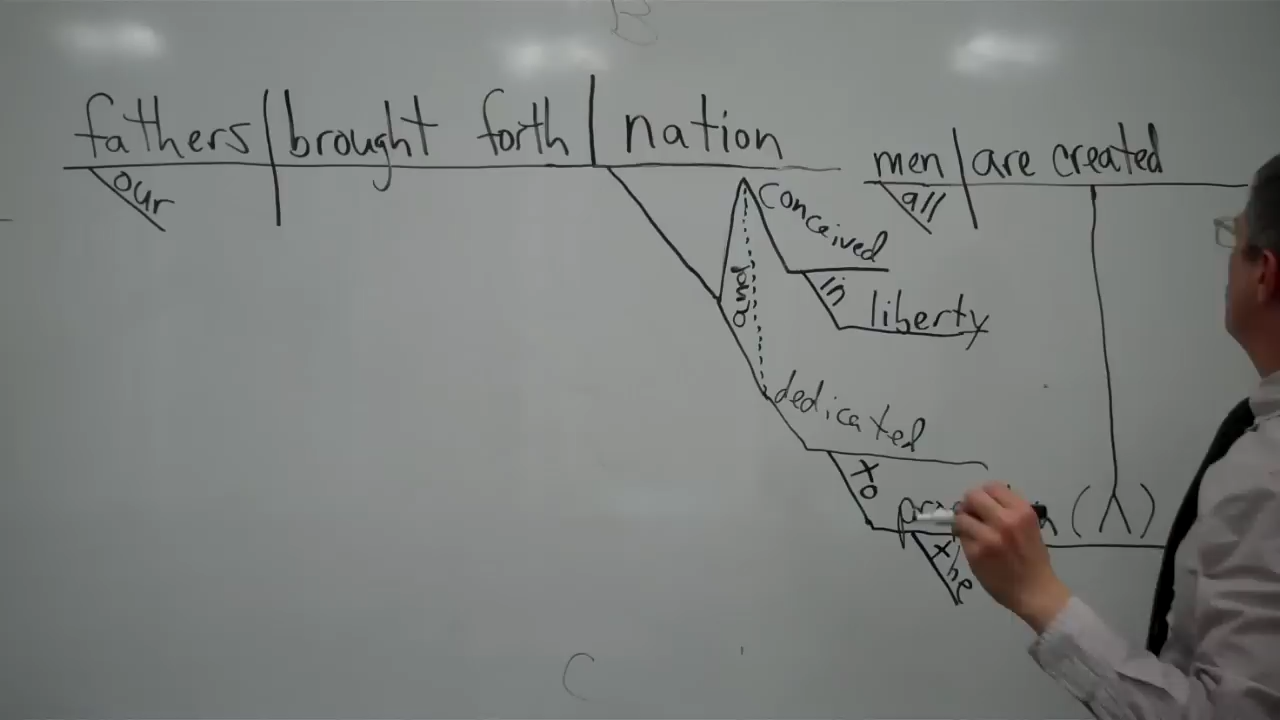 B
fathers brought forth nation
men are created
our
all
conceived
and
in
liberty
dedicated
to
( )
the
C